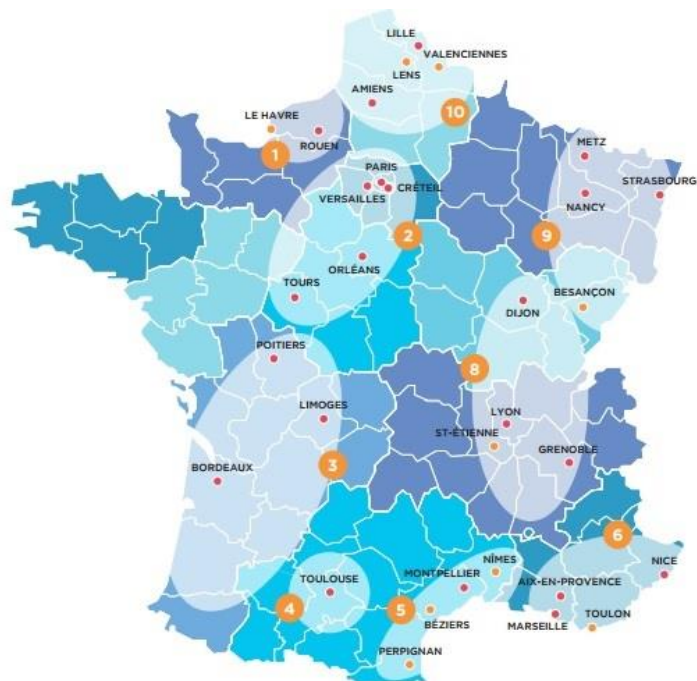 LILLE
VALENCIENNES
LENS
AMIENS
10
LE HAVRE
ROUEN
1
METZ
STRASBOURG
NANCY
PARIS
CRÉTEIL
VERSAILLES
2
9
ORLÉANS
TOURS
BESANÇON
DIJON
POITIERS
8
LIMOGES
LYON
ST-ÉTIENNE
GRENOBLE
3
BORDEAUX
6
NÎMES
NICE
MONTPELLIER
AIX-EN-PROVENCE
TOULOUSE
4
5
BÉZIERS
MARSEILLE
TOULON
PERPIGNAN